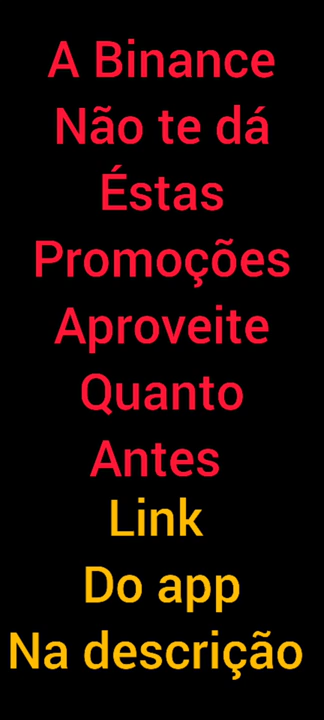 A Binance
Não te dá
Éstas
Promoções
Aproveite
Quanto
Antes
Link
Do app
Na descrição